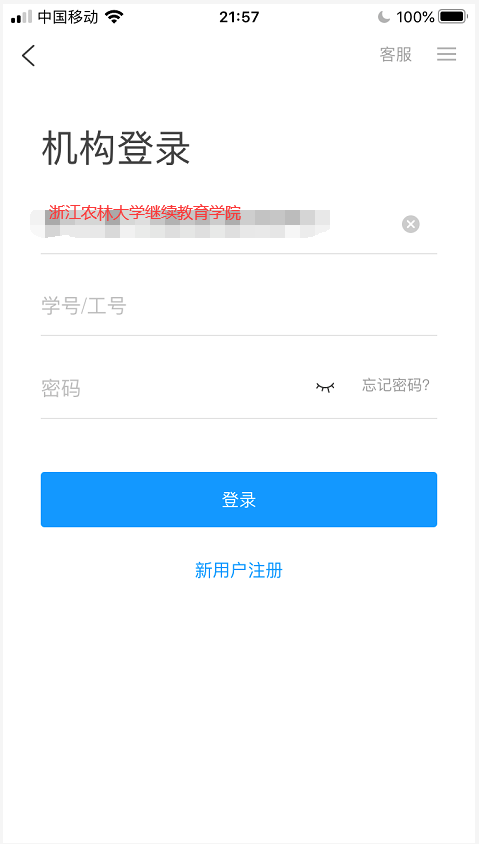 中国移动 21:57 100%
客服
机构登录
浙江农林大学继续教育学院
学号/工号
密码 忘记密码?
登录
新用户注册